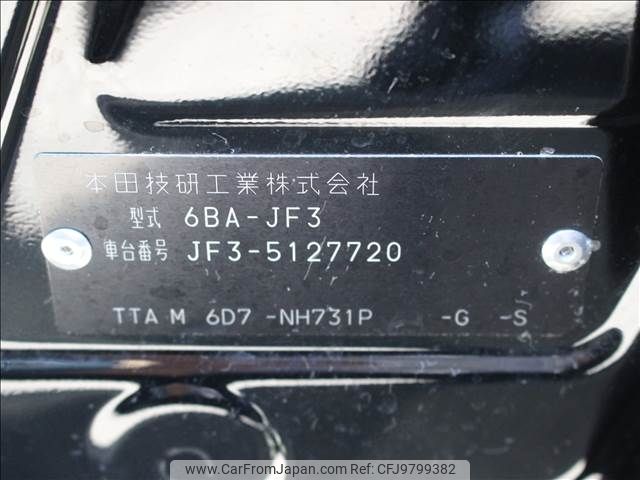 本田技研工業株式会社
型式 6BA-JF3
車台番号 JF3-5127720
TTA M 6D7 -NH731P -G -S
www.CarFromJapan.com CFJ9799382